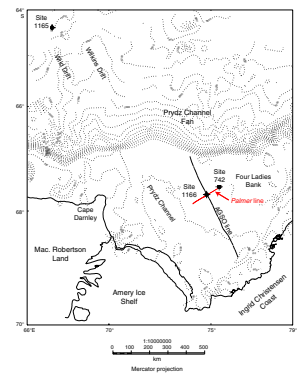 64°
S
Site
1165
Wild Drift
Wilkins Drift
66°
Prydz Channel
Fan
Site
742
Site
1166
Four Ladies
Bank
Palmer line
AGSO line
Prydz Channel
68°
Cape
Darnley
Mac. Robertson
Land
Amery Ice
Shelf
Ingrid Christensen
Coast
70°
68°E
70°
75°
79°
1:10000000
0 100 200 300 400 500
km
Mercator projection